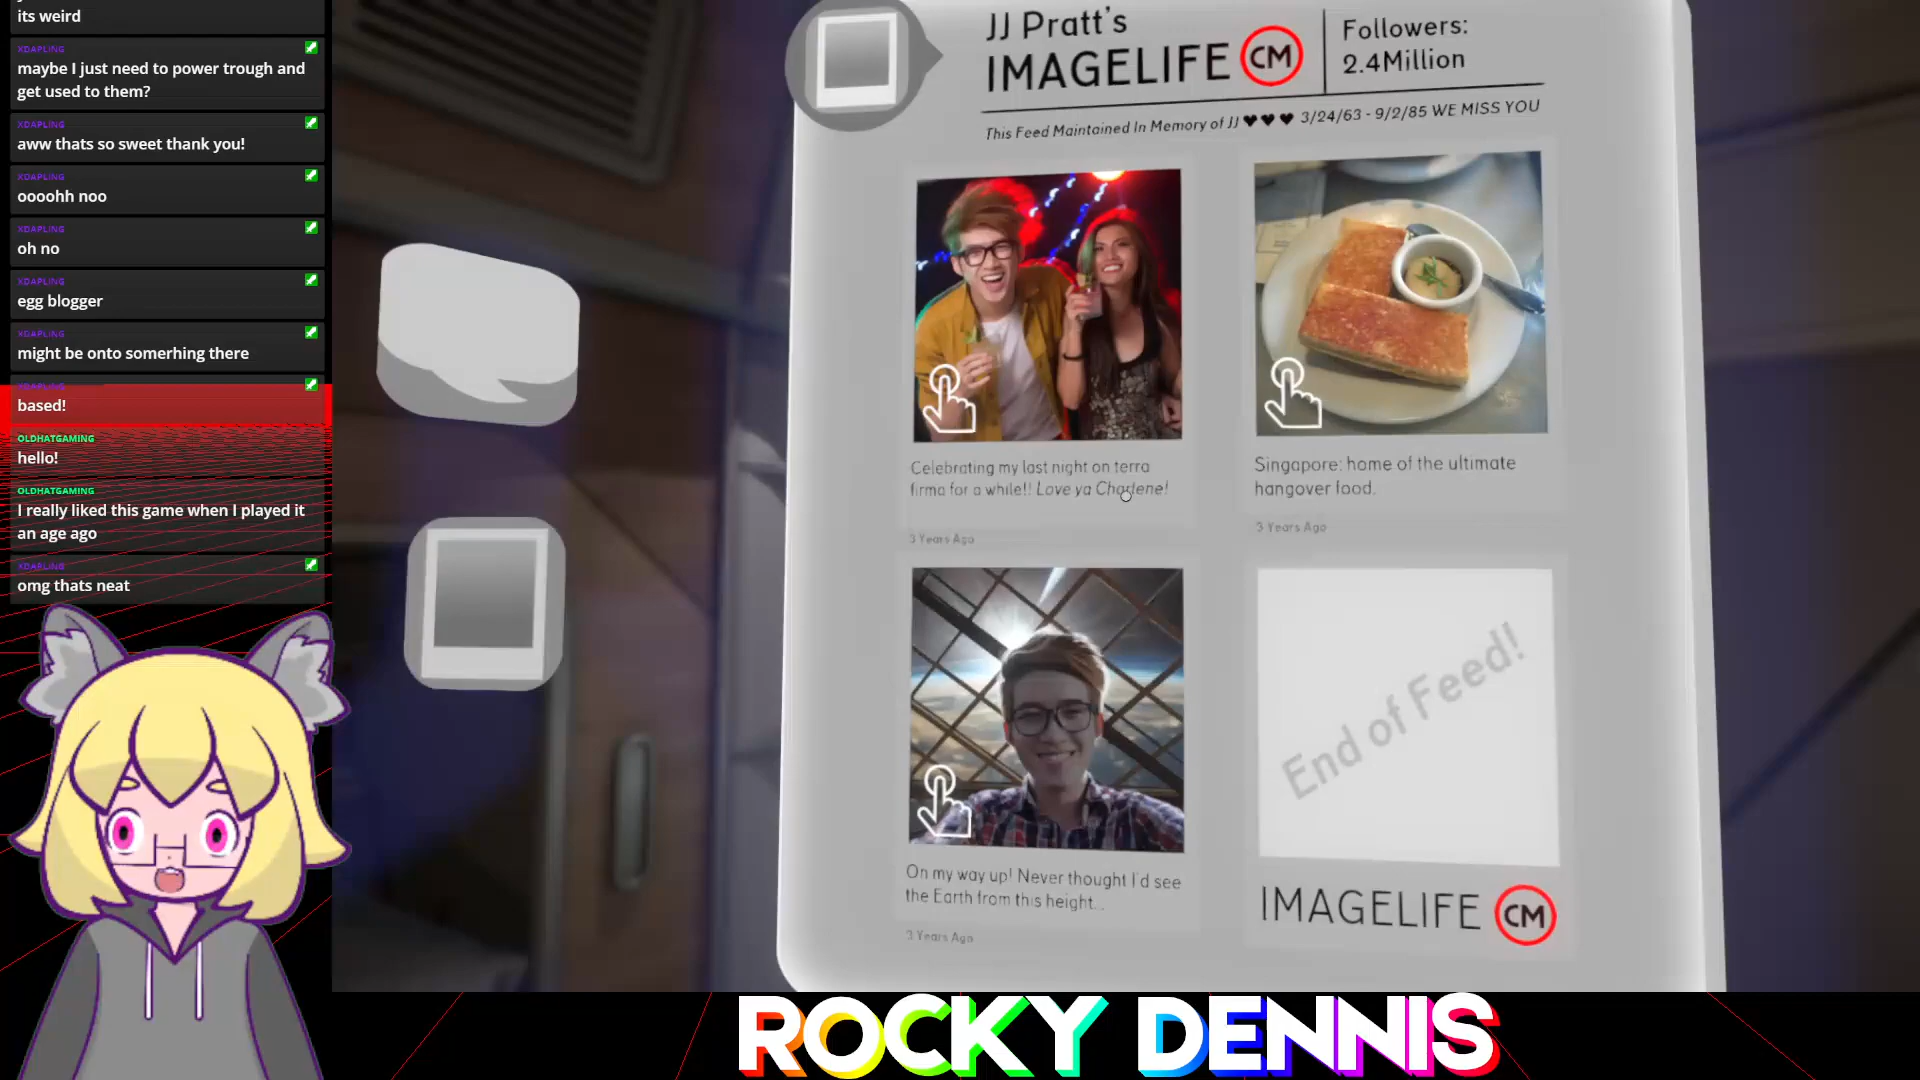 its weird
XDAPLING
maybe I just need to power trough and
get used to them?
XDAPLING
aww thats so sweet thank you!
XDAPLING
oooohh noo
XDAPLING
oh no
XDAPLING
egg blogger
XDAPLING
might be onto somerhing there
XDAPLING
based!
OLDHATGAMING
hello!
OLDHATGAMING
I really liked this game when I played it
an age ago
XDAPLING
omg thats neat
JJ Pratt's
IMAGELIFE CM
Followers:
2.4Million
This Feed Maintained In Memory of JJ ♥♥♥ 3/24/63 - 9/2/85 WE MISS YOU
Celebrating my last night on terra
firma for a while!! Love ya Charlene!
3 Years Ago
Singapore: home of the ultimate
hangover food.
3 Years Ago
On my way up! Never thought I'd see
the Earth from this height...
3 Years Ago
End of Feed!
IMAGELIFE CM
ROCKY DENNIS